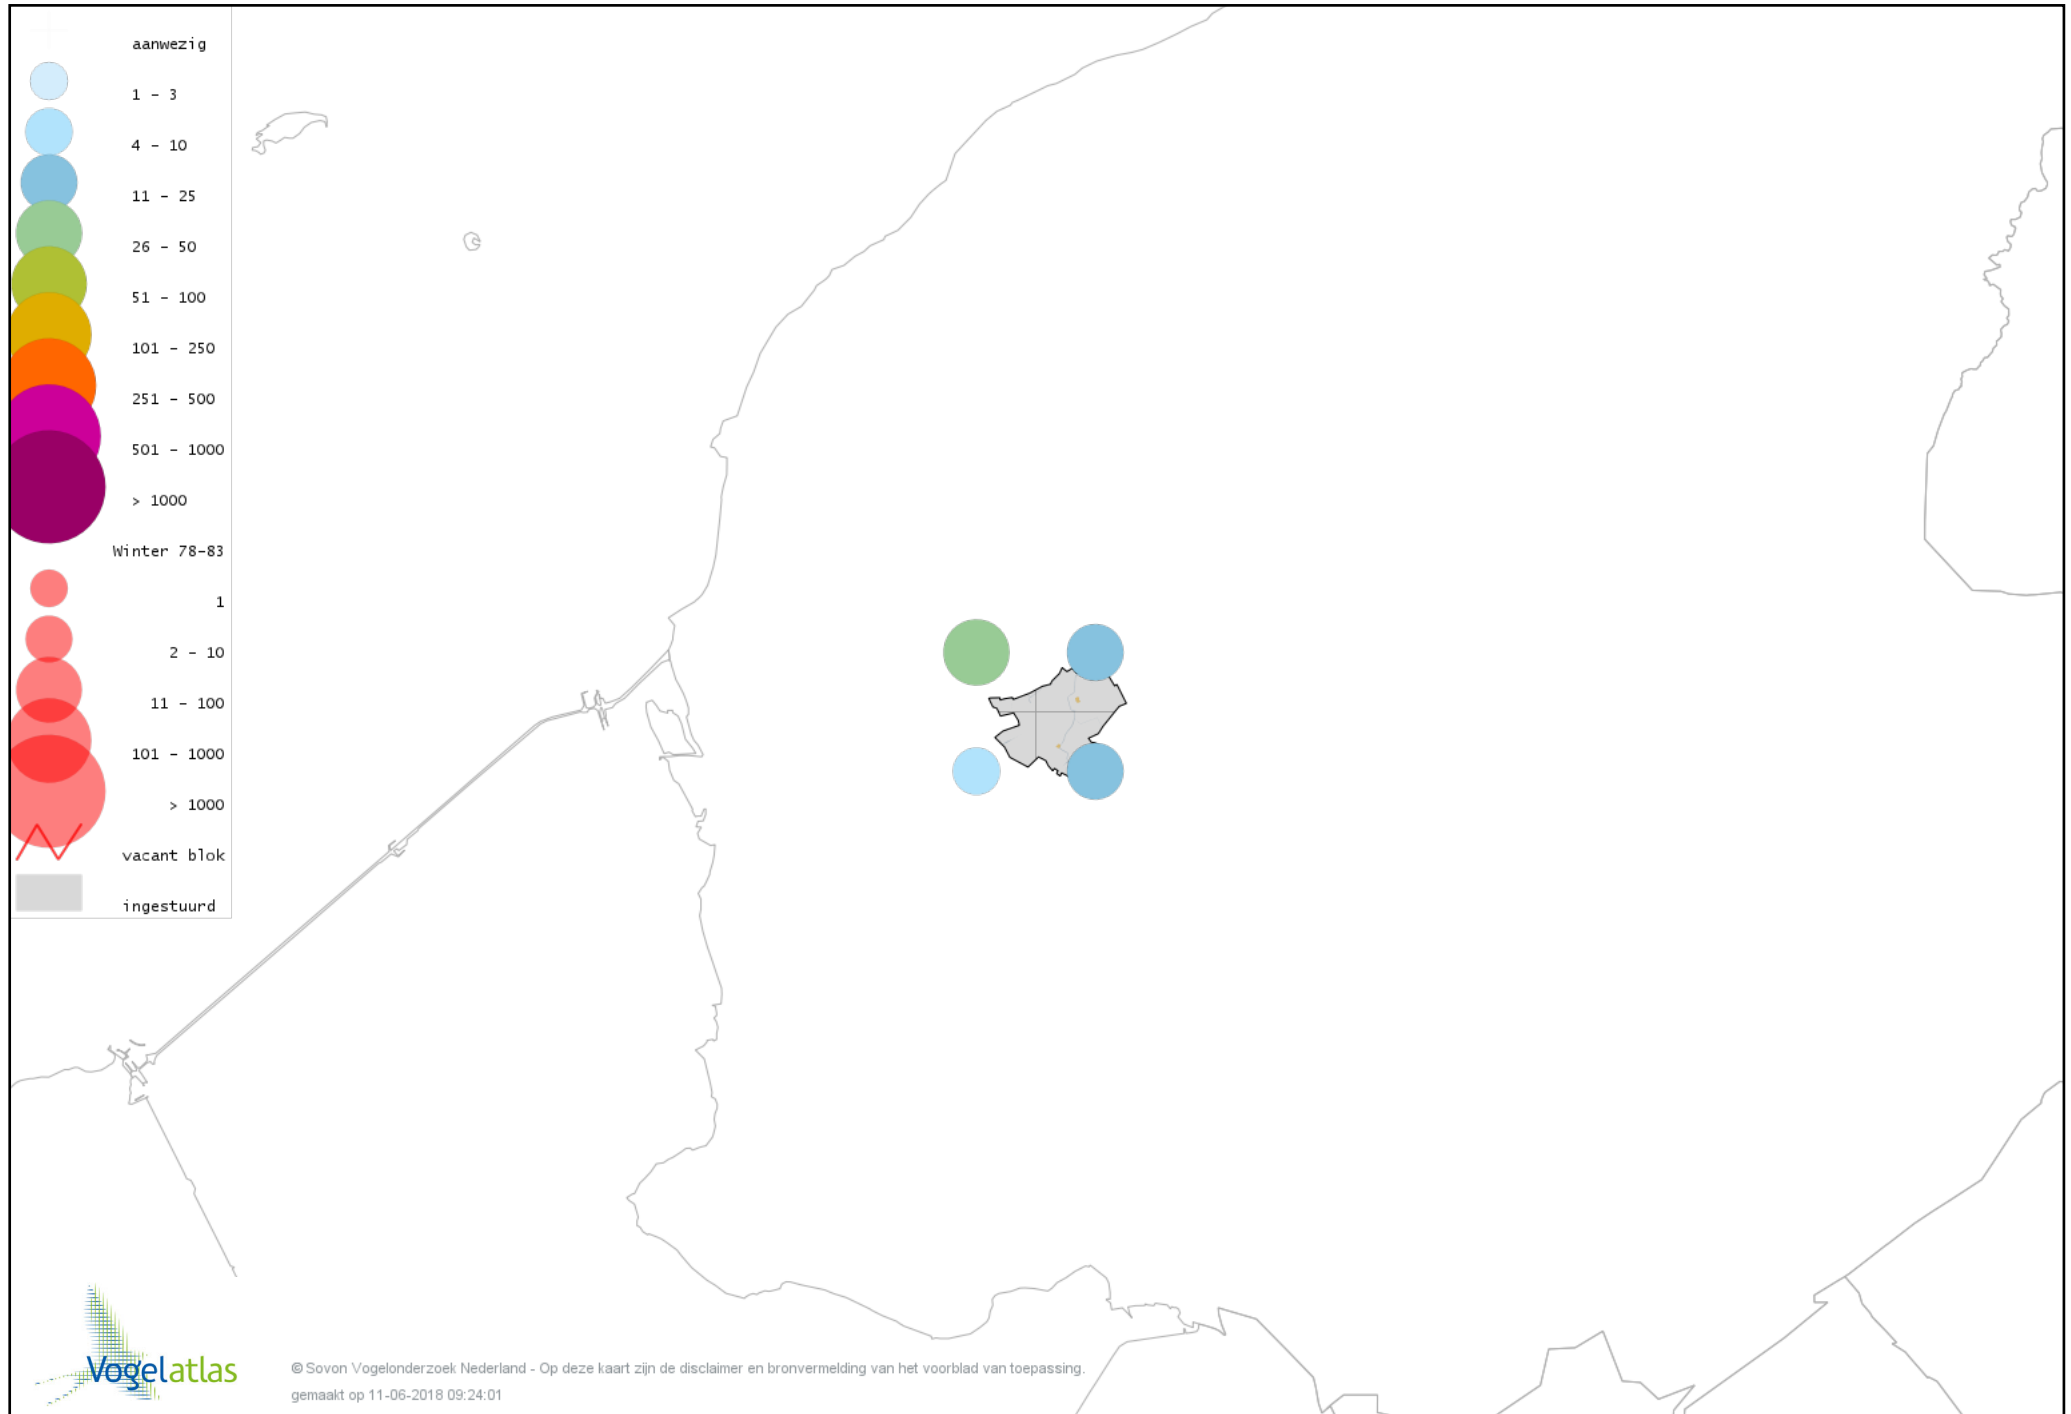 aanwezig
1 – 3
4 – 10
11 – 25
26 – 50
51 – 100
101 – 250
251 – 500
501 – 1000
> 1000
Winter 78–83
1
2 – 10
11 – 100
101 – 1000
> 1000
vacant blok
ingestuurd
Vogelatlas
© Sovon Vogelonderzoek Nederland - Op deze kaart zijn de disclaimer en bronvermelding van het voorblad van toepassing.
gemaakt op 11-06-2018 09:24:01